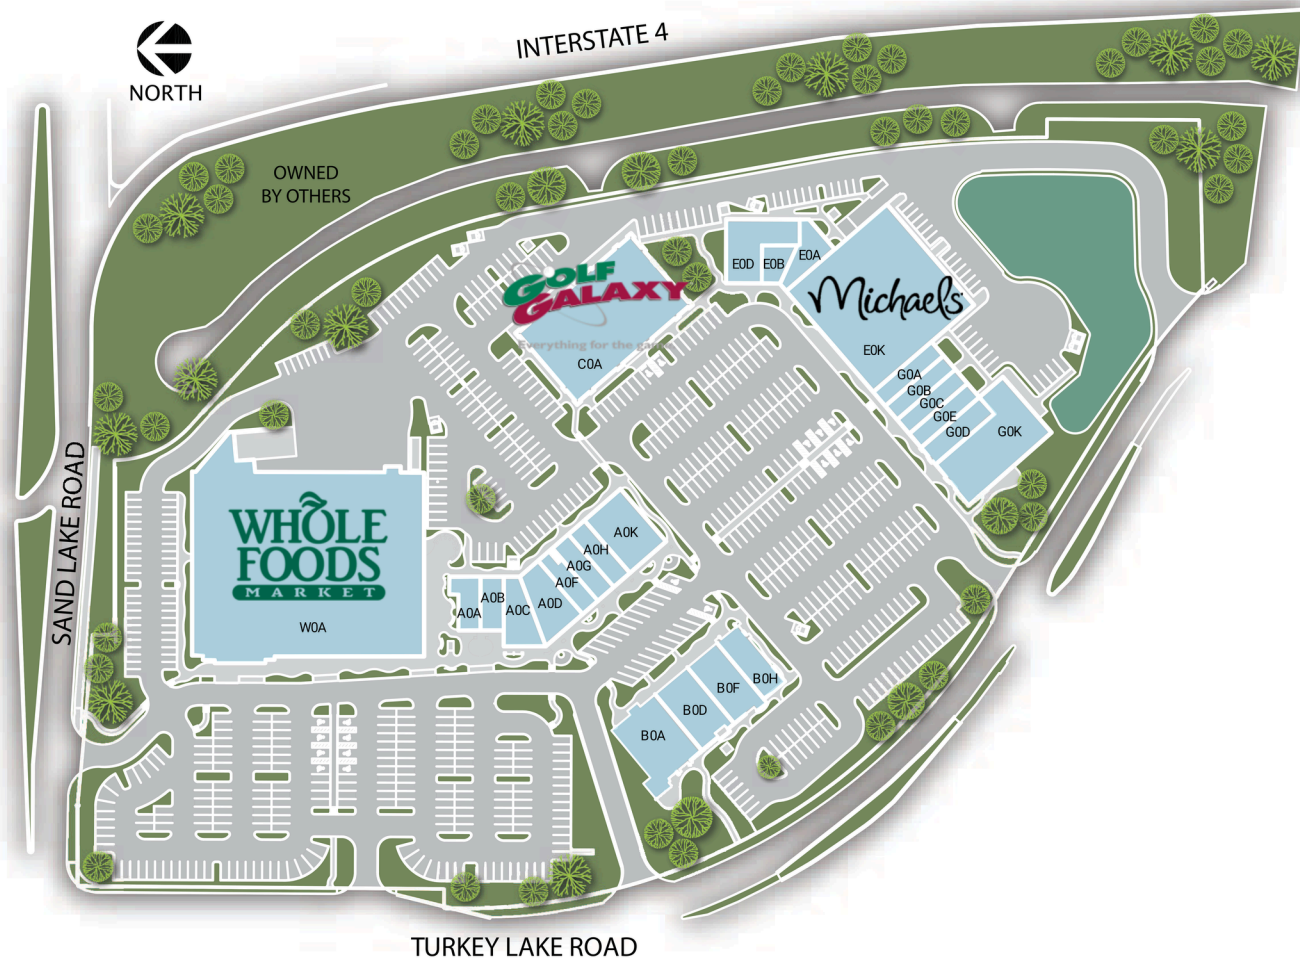 INTERSTATE 4
NORTH
OWNED
BY OTHERS
GOLF
GALAXY
Everything for the game
C0A
E0D
E0B
E0A
Michaels
E0K
G0A
G0B
G0C
G0E
G0D
G0K
SAND LAKE ROAD
WHOLE
FOODS
MARKET
W0A
A0A
A0B
A0C
A0D
A0F
A0G
A0H
A0K
B0A
B0D
B0F
B0H
TURKEY LAKE ROAD